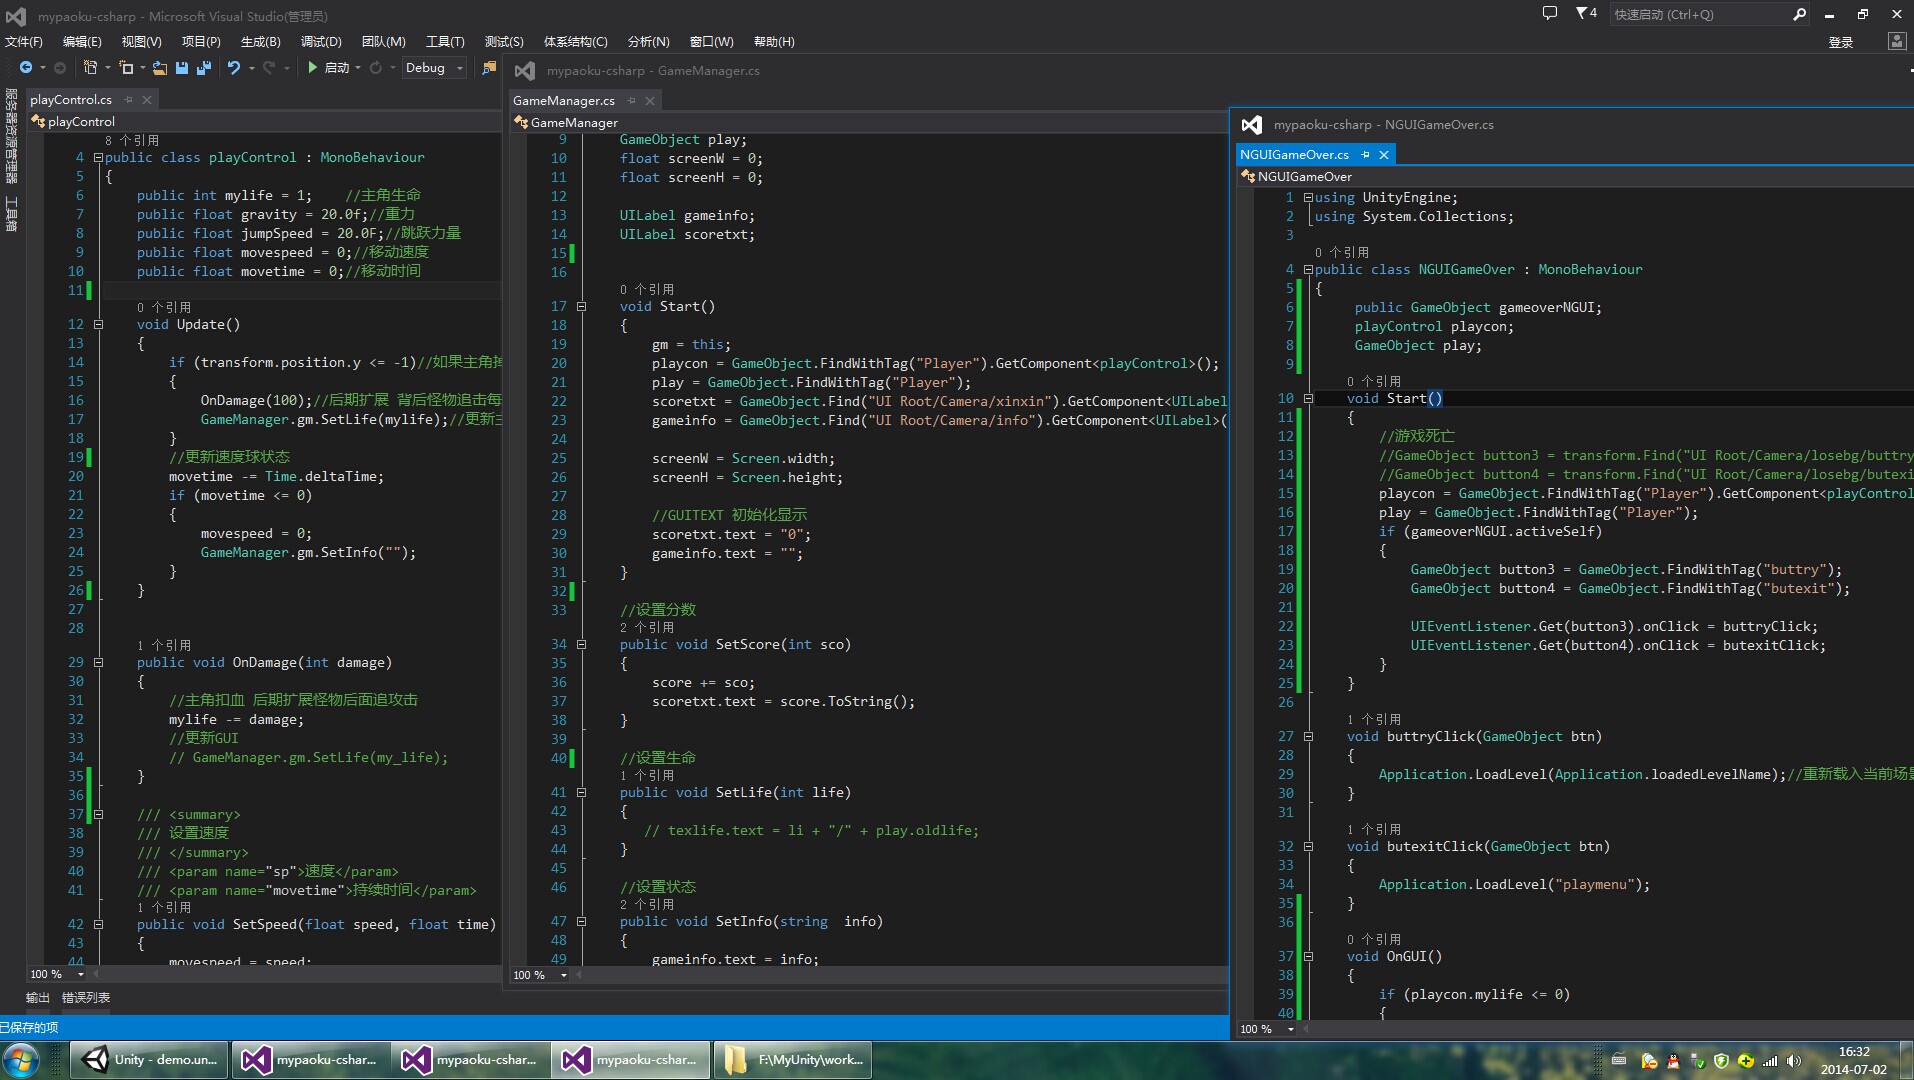 mypaoku-csharp - Microsoft Visual Studio(管理员)
4
快速启动 (Ctrl+Q)
文件(F) 编辑(E) 视图(V) 项目(P) 生成(B) 调试(D) 团队(M) 工具(T) 测试(S) 体系结构(C) 分析(N) 窗口(W) 帮助(H)
登录
启动 Debug
服务器资源管理器
工具箱
playControl.cs
playControl
8 个引用
4 public class playControl : MonoBehaviour
5 {
6 public int mylife = 1; //主角生命
7 public float gravity = 20.0f;//重力
8 public float jumpSpeed = 20.0F;//跳跃力量
9 public float movespeed = 0;//移动速度
10 public float movetime = 0;//移动时间
11
0 个引用
12 void Update()
13 {
14 if (transform.position.y <= -1)//如果主角掉
15 {
16 OnDamage(100);//后期扩展 背后怪物追击每
17 GameManager.gm.SetLife(mylife);//更新主
18 }
19 //更新速度球状态
20 movetime -= Time.deltaTime;
21 if (movetime <= 0)
22 {
23 movespeed = 0;
24 GameManager.gm.SetInfo("");
25 }
26 }
27
28
1 个引用
29 public void OnDamage(int damage)
30 {
31 //主角扣血 后期扩展怪物后面追攻击
32 mylife -= damage;
33 //更新GUI
34 // GameManager.gm.SetLife(my_life);
35 }
36
37 /// <summary>
38 /// 设置速度
39 /// </summary>
40 /// <param name="sp">速度</param>
41 /// <param name="movetime">持续时间</param>
1 个引用
42 public void SetSpeed(float speed, float time)
43 {
44 movespeed = speed;
100 %
输出 错误列表
已保存的项
mypaoku-csharp - GameManager.cs
GameManager.cs
GameManager
9 GameObject play;
10 float screenW = 0;
11 float screenH = 0;
12
13 UILabel gameinfo;
14 UILabel scoretxt;
15
16
0 个引用
17 void Start()
18 {
19 gm = this;
20 playcon = GameObject.FindWithTag("Player").GetComponent<playControl>();
21 play = GameObject.FindWithTag("Player");
22 scoretxt = GameObject.Find("UI Root/Camera/xinxin").GetComponent<UILabel
23 gameinfo = GameObject.Find("UI Root/Camera/info").GetComponent<UILabel>(
24
25 screenW = Screen.width;
26 screenH = Screen.height;
27
28 //GUITEXT 初始化显示
29 scoretxt.text = "0";
30 gameinfo.text = "";
31 }
32
33 //设置分数
2 个引用
34 public void SetScore(int sco)
35 {
36 score += sco;
37 scoretxt.text = score.ToString();
38 }
39
40 //设置生命
1 个引用
41 public void SetLife(int life)
42 {
43 // texlife.text = li + "/" + play.oldlife;
44 }
45
46 //设置状态
2 个引用
47 public void SetInfo(string info)
48 {
49 gameinfo.text = info;
100 %
mypaoku-csharp - NGUIGameOver.cs
NGUIGameOver.cs
NGUIGameOver
1 using UnityEngine;
2 using System.Collections;
3
0 个引用
4 public class NGUIGameOver : MonoBehaviour
5 {
6 public GameObject gameoverNGUI;
7 playControl playcon;
8 GameObject play;
9
0 个引用
10 void Start()
11 {
12 //游戏死亡
13 //GameObject button3 = transform.Find("UI Root/Camera/losebg/buttry
14 //GameObject button4 = transform.Find("UI Root/Camera/losebg/butexi
15 playcon = GameObject.FindWithTag("Player").GetComponent<playControl
16 play = GameObject.FindWithTag("Player");
17 if (gameoverNGUI.activeSelf)
18 {
19 GameObject button3 = GameObject.FindWithTag("buttry");
20 GameObject button4 = GameObject.FindWithTag("butexit");
21
22 UIEventListener.Get(button3).onClick = buttryClick;
23 UIEventListener.Get(button4).onClick = butexitClick;
24 }
25 }
26
1 个引用
27 void buttryClick(GameObject btn)
28 {
29 Application.LoadLevel(Application.loadedLevelName);//重新载入当前场景
30 }
31
1 个引用
32 void butexitClick(GameObject btn)
33 {
34 Application.LoadLevel("playmenu");
35 }
36
0 个引用
37 void OnGUI()
38 {
39 if (playcon.mylife <= 0)
40 {
100 %
Unity - demo.un... mypaoku-cshar... mypaoku-cshar... mypaoku-cshar... F:\MyUnity\work...
16:32
2014-07-02